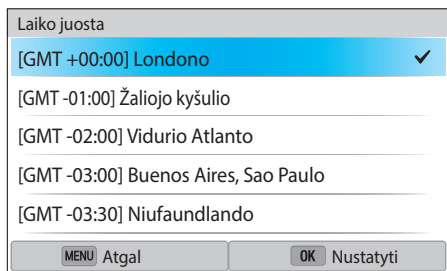 Laiko juosta
[GMT +00:00] Londono
[GMT -01:00] Žaliojo kyšulio
[GMT -02:00] Vidurio Atlanto
[GMT -03:00] Buenos Aires, Sao Paulo
[GMT -03:30] Niufaundlando
MENU Atgal OK Nustatyti